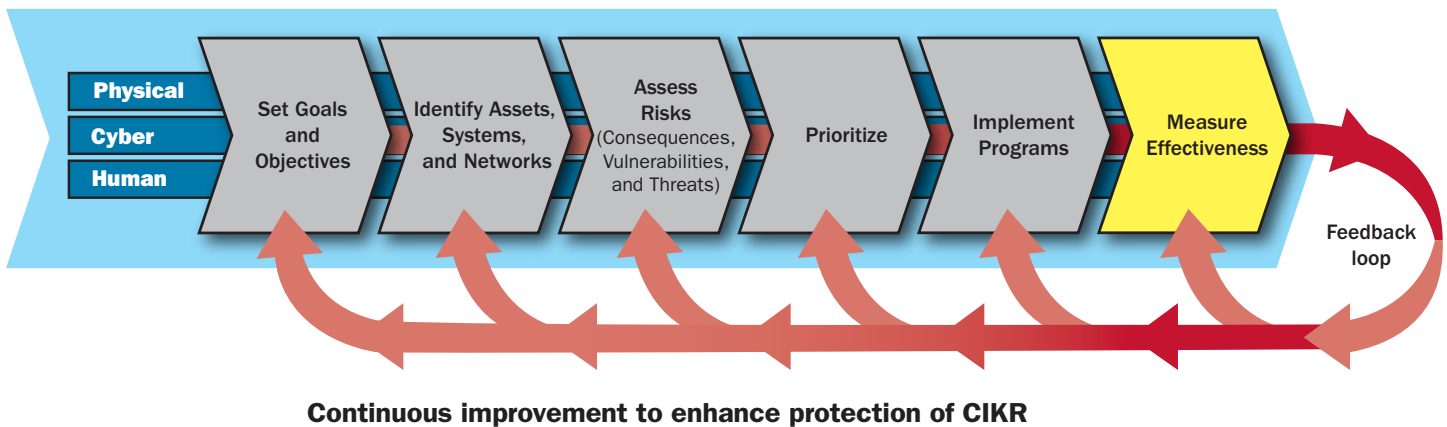 Physical
Cyber
Human
Set Goals
and
Objectives
Identify Assets,
Systems,
and Networks
Assess
Risks
(Consequences,
Vulnerabilities,
and Threats)
Prioritize
Implement
Programs
Measure
Effectiveness
Feedback
loop
Continuous improvement to enhance protection of CIKR